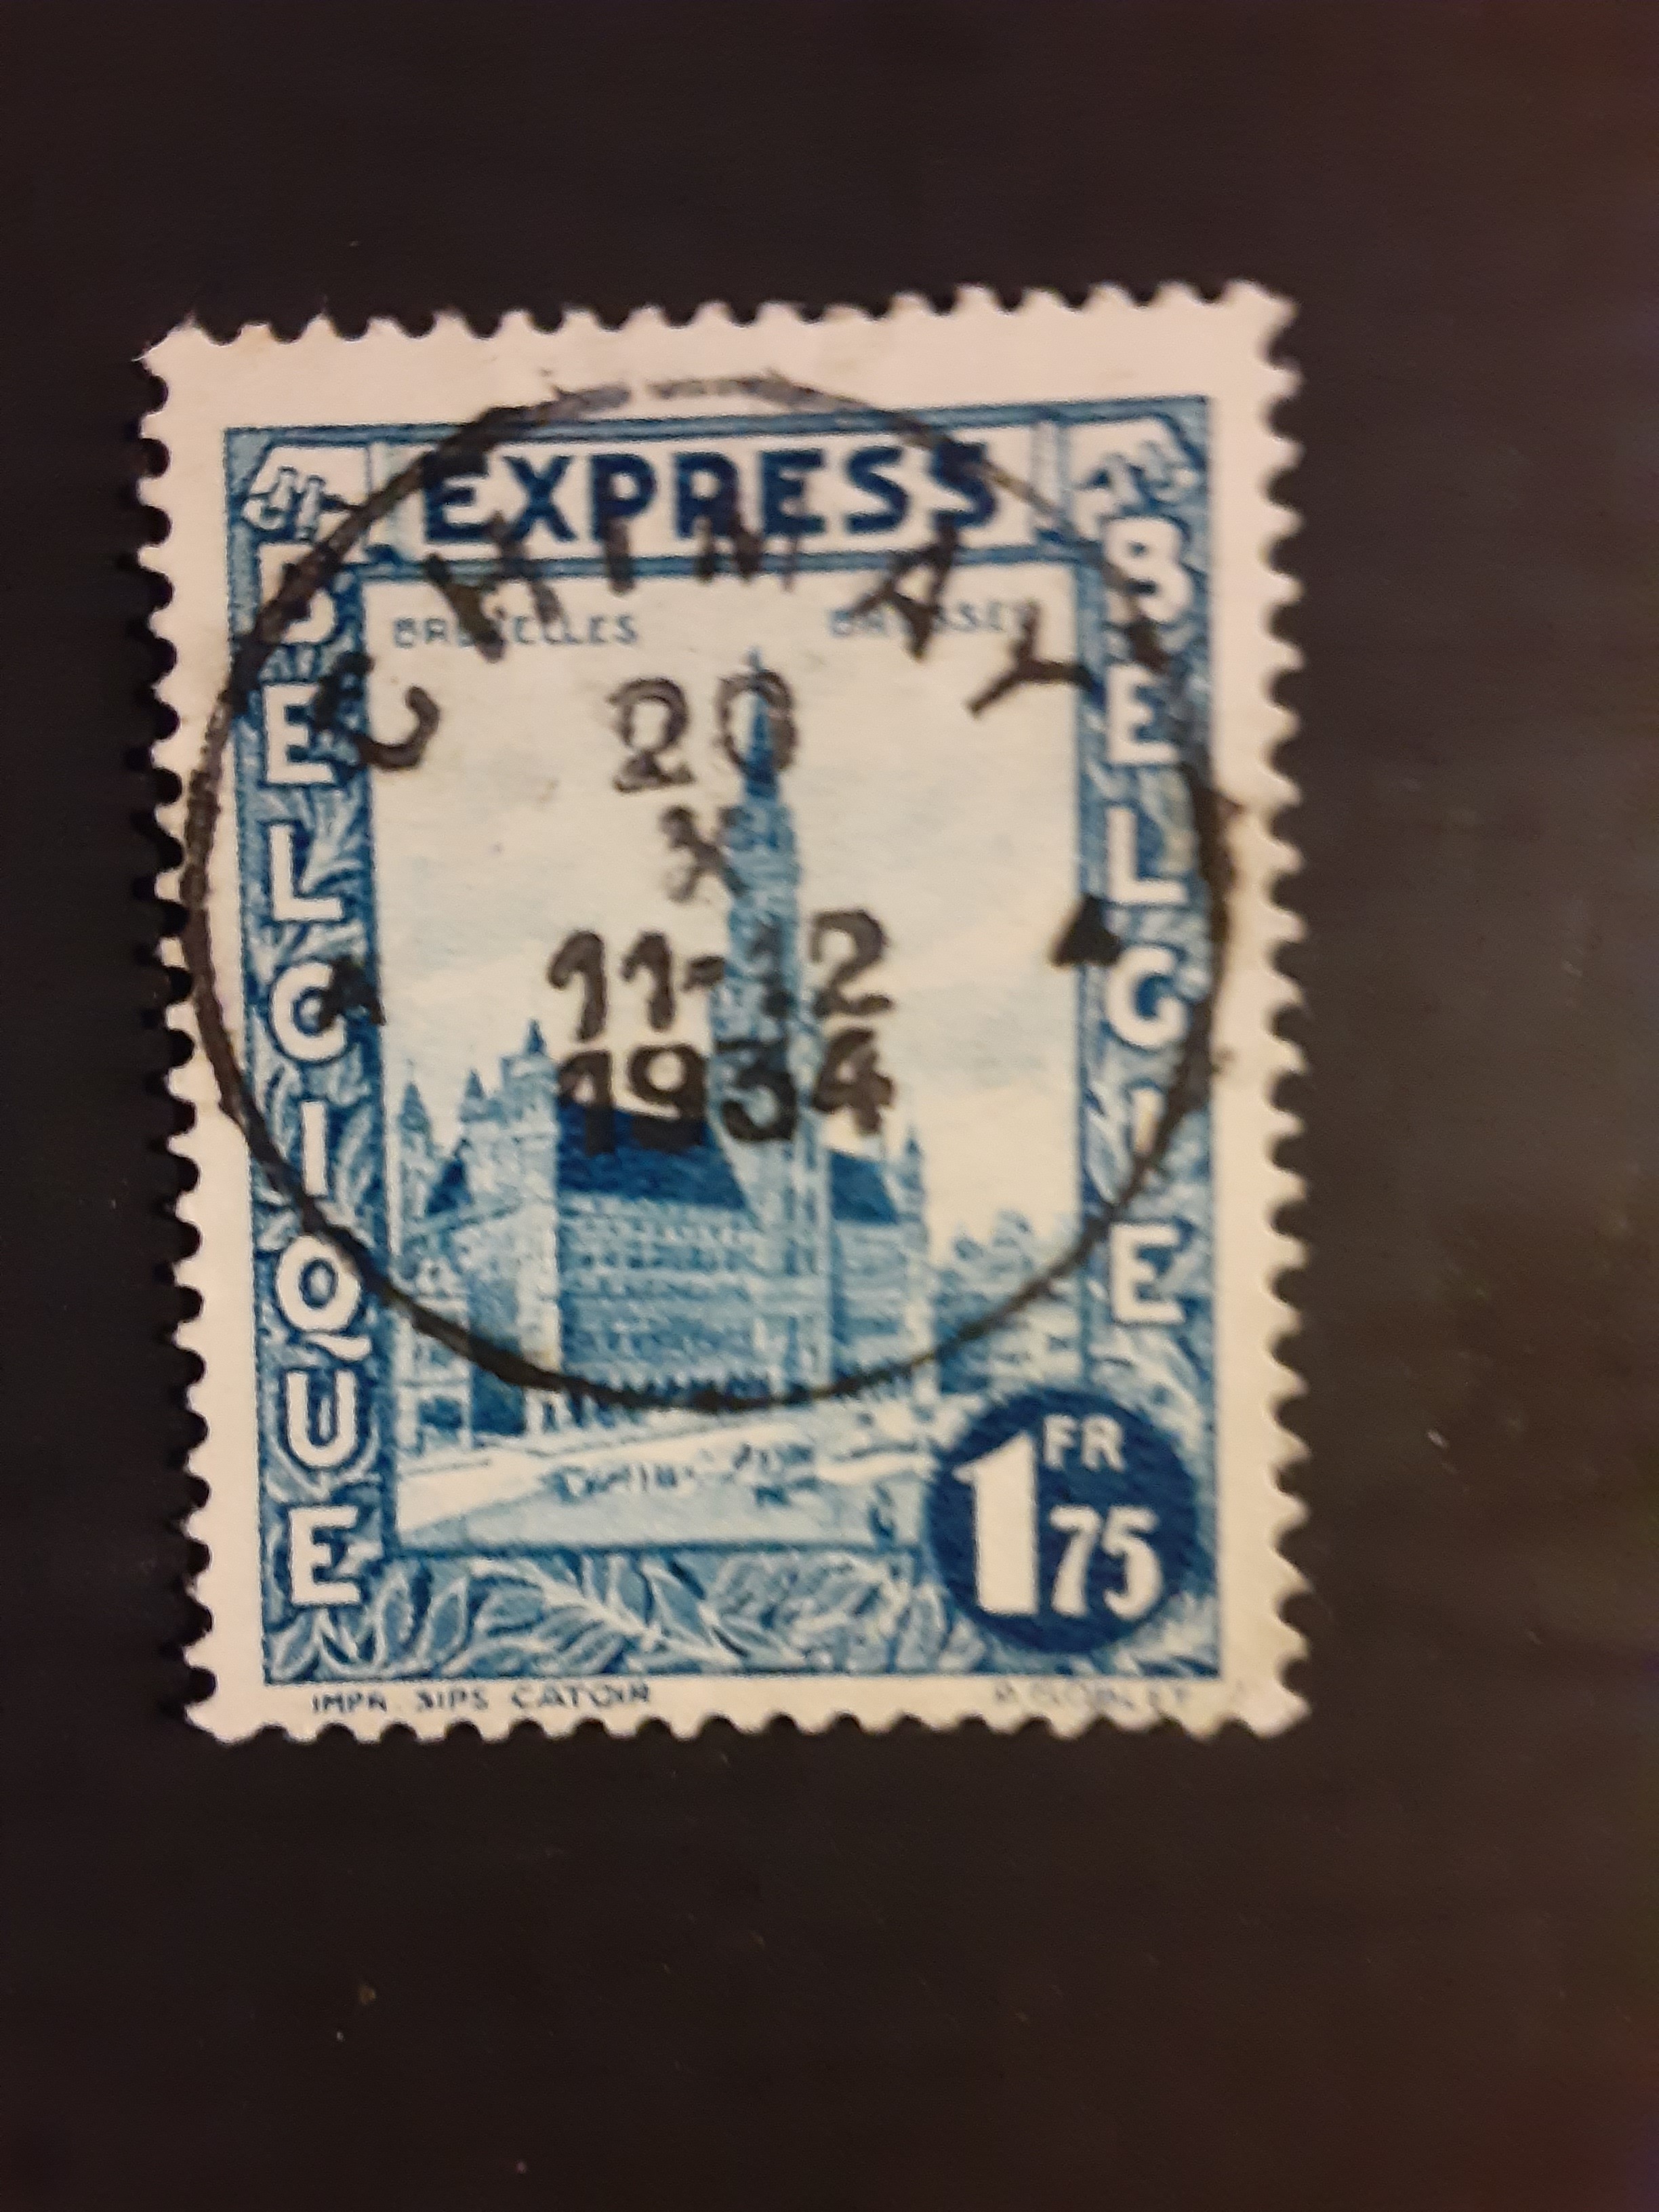 EXPRESS
BELGIQUE
BELGIE
BRUXELLES
BRUSSEL
CHIMAY
20
X
11-12
1934
1 FR 75
IMPR. SIPS CATOIR